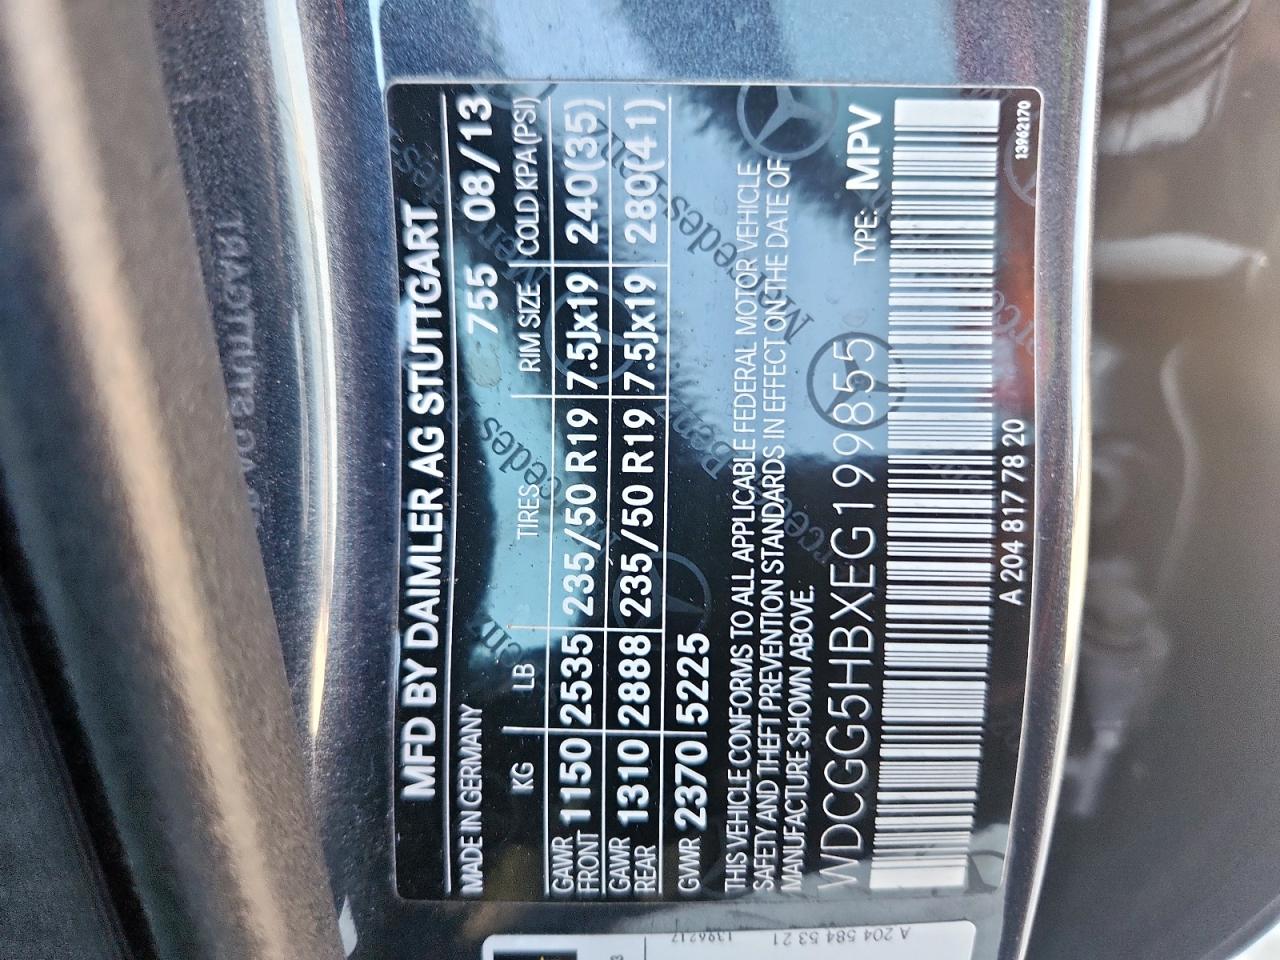 MFD BY DAIMLER AG STUTTGART
MADE IN GERMANY 755 08/13
KG LB TIRES RIM SIZE COLD KPA(PSI)
GAWR FRONT 1150 2535 235/50 R19 7.5Jx19 240(35)
GAWR REAR 1310 2888 235/50 R19 7.5Jx19 280(41)
GVWR 2370 5225
THIS VEHICLE CONFORMS TO ALL APPLICABLE FEDERAL MOTOR VEHICLE
SAFETY AND THEFT PREVENTION STANDARDS IN EFFECT ON THE DATE OF
MANUFACTURE SHOWN ABOVE.
WDCGG5HBXEG199855 TYPE: MPV
A 204 817 78 20 13962170
A 204 584 53 21